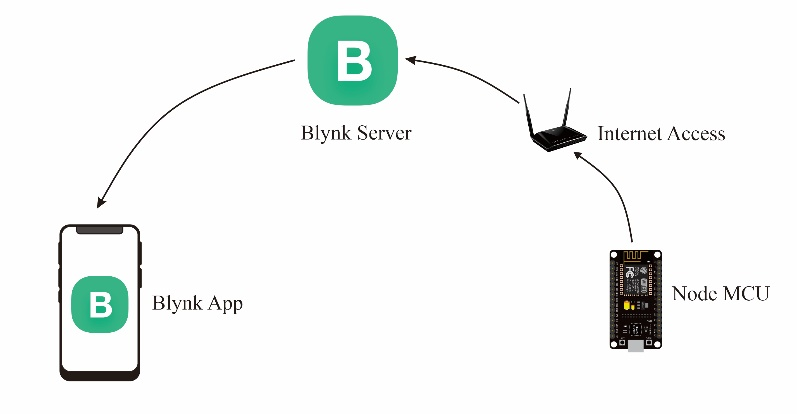 B
Blynk Server
Internet Access
B
Blynk App
Node MCU